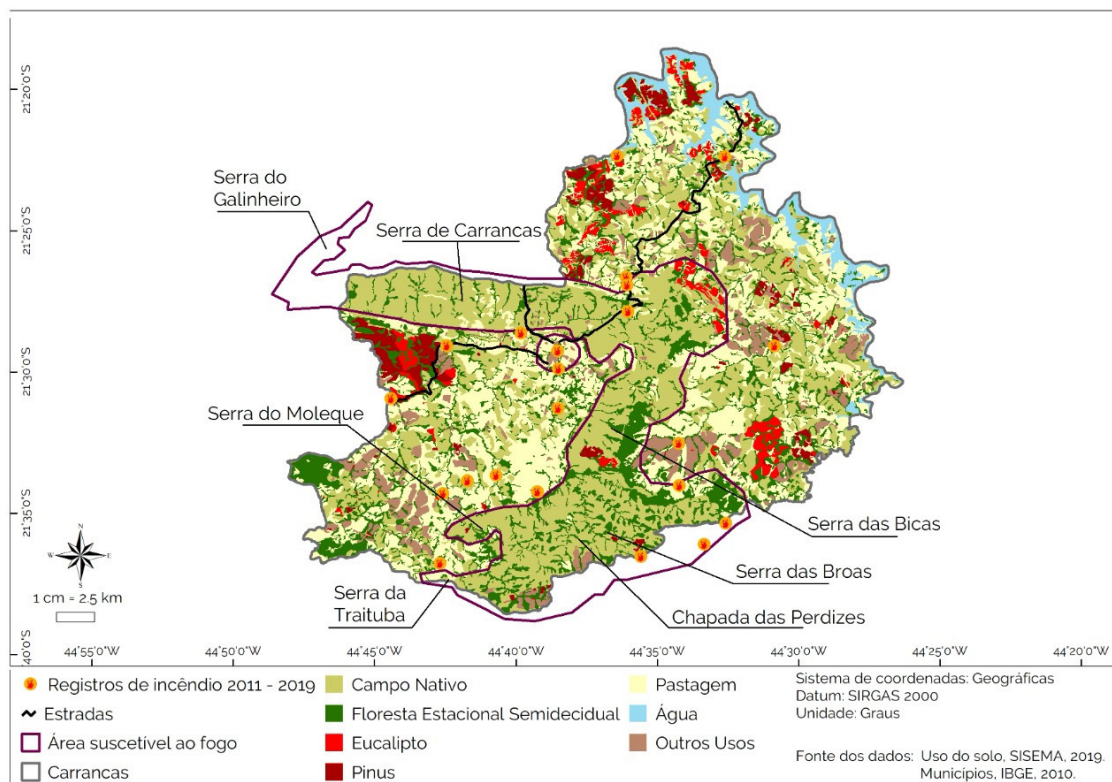 21°20'0"S
21°25'0"S
21°30'0"S
21°35'0"S
21°40'0"S
Serra do
Galinheiro
Serra de Carrancas
Serra do Moleque
Serra das Bicas
Serra das Broas
Serra da
Traituba
Chapada das Perdizes
N
W
E
S
1 cm = 2.5 km
44°55'0"W
44°50'0"W
44°45'0"W
44°40'0"W
44°35'0"W
44°30'0"W
44°25'0"W
44°20'0"W
Registros de incêndio 2011 - 2019
Estradas
Área suscetível ao fogo
Carrancas
Campo Nativo
Floresta Estacional Semidecidual
Eucalipto
Pinus
Pastagem
Água
Outros Usos
Sistema de coordenadas: Geográficas
Datum: SIRGAS 2000
Unidade: Graus
Fonte dos dados: Uso do solo, SISEMA, 2019.
Municípios, IBGE, 2010.